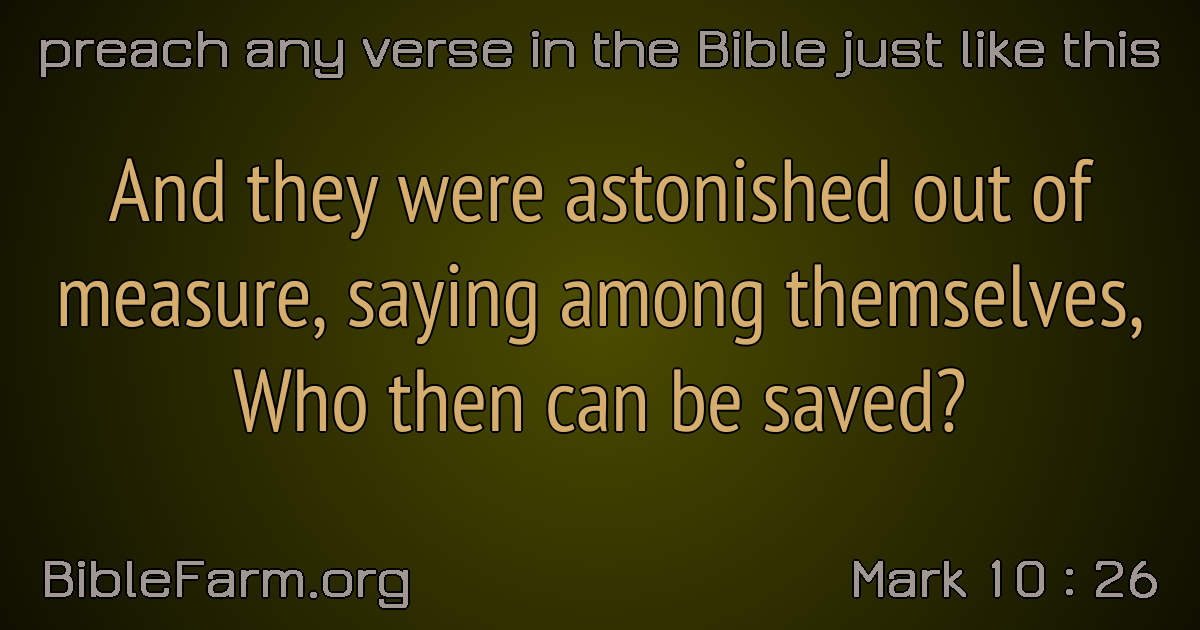 preach any verse in the Bible just like this
And they were astonished out of
measure, saying among themselves,
Who then can be saved?
BibleFarm.org
Mark 10 : 26